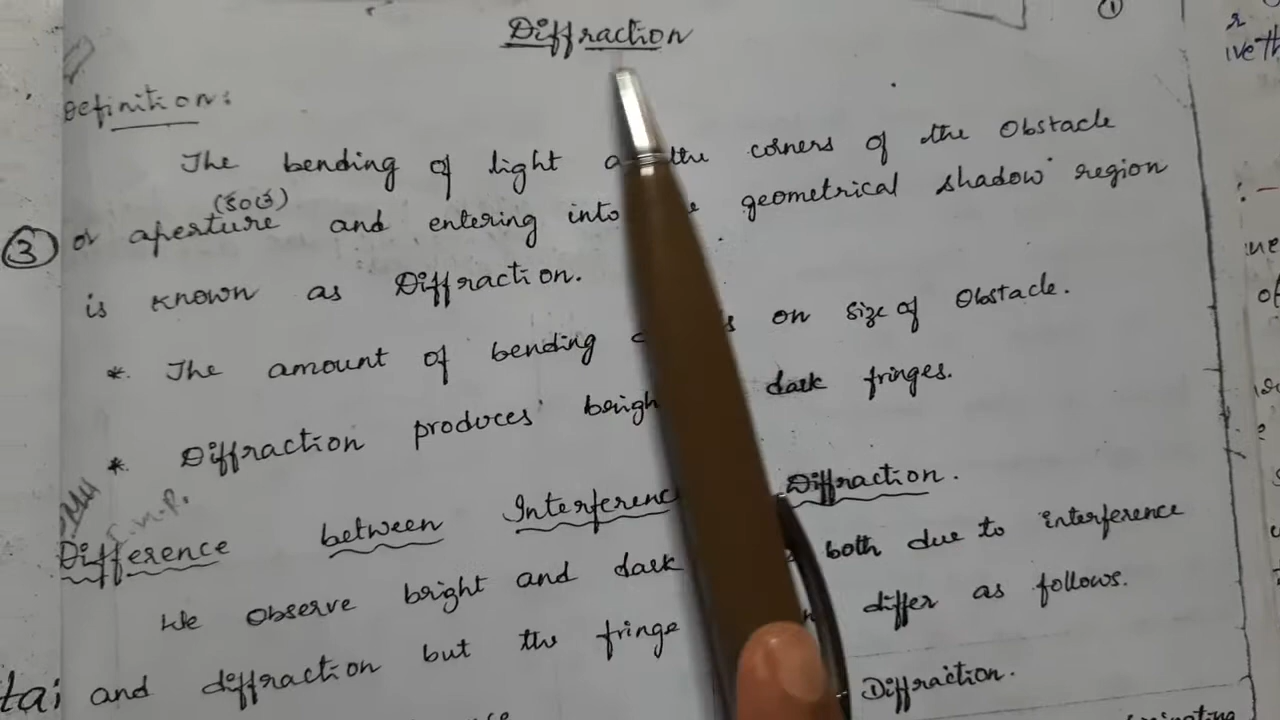 Diffraction
①
Definition:
The bending of light the corners of the Obstacle
(కంత)
③ or aperture and entering into geometrical shadow region
is known as Diffraction.
* The amount of bending on size of Obstacle.
* Diffraction produces dark fringes.
Difference between Interference Diffraction.
We observe bright and dark both due to interference
and diffraction but the fringe differ as follows.
Diffraction.